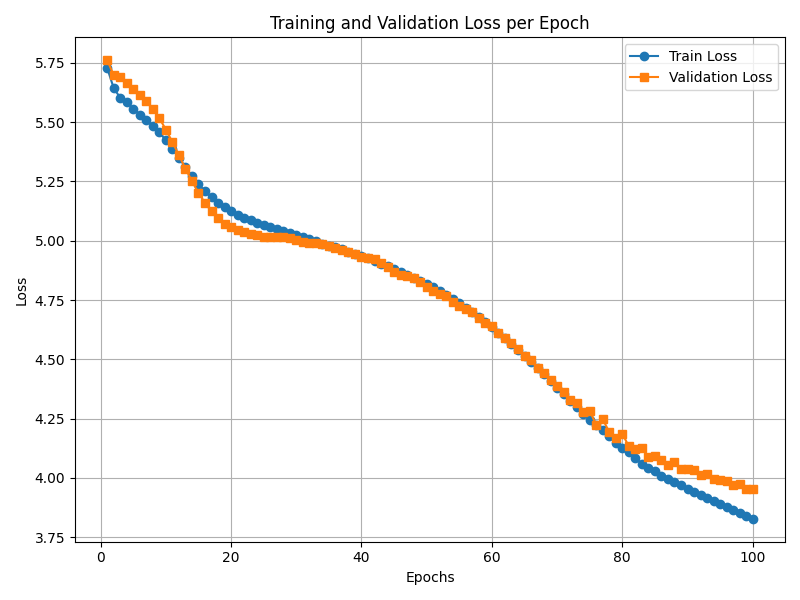 Training and Validation Loss per Epoch
Train Loss
Validation Loss
5.75
5.50
5.25
5.00
4.75
4.50
4.25
4.00
3.75
Loss
0 20 40 60 80 100
Epochs